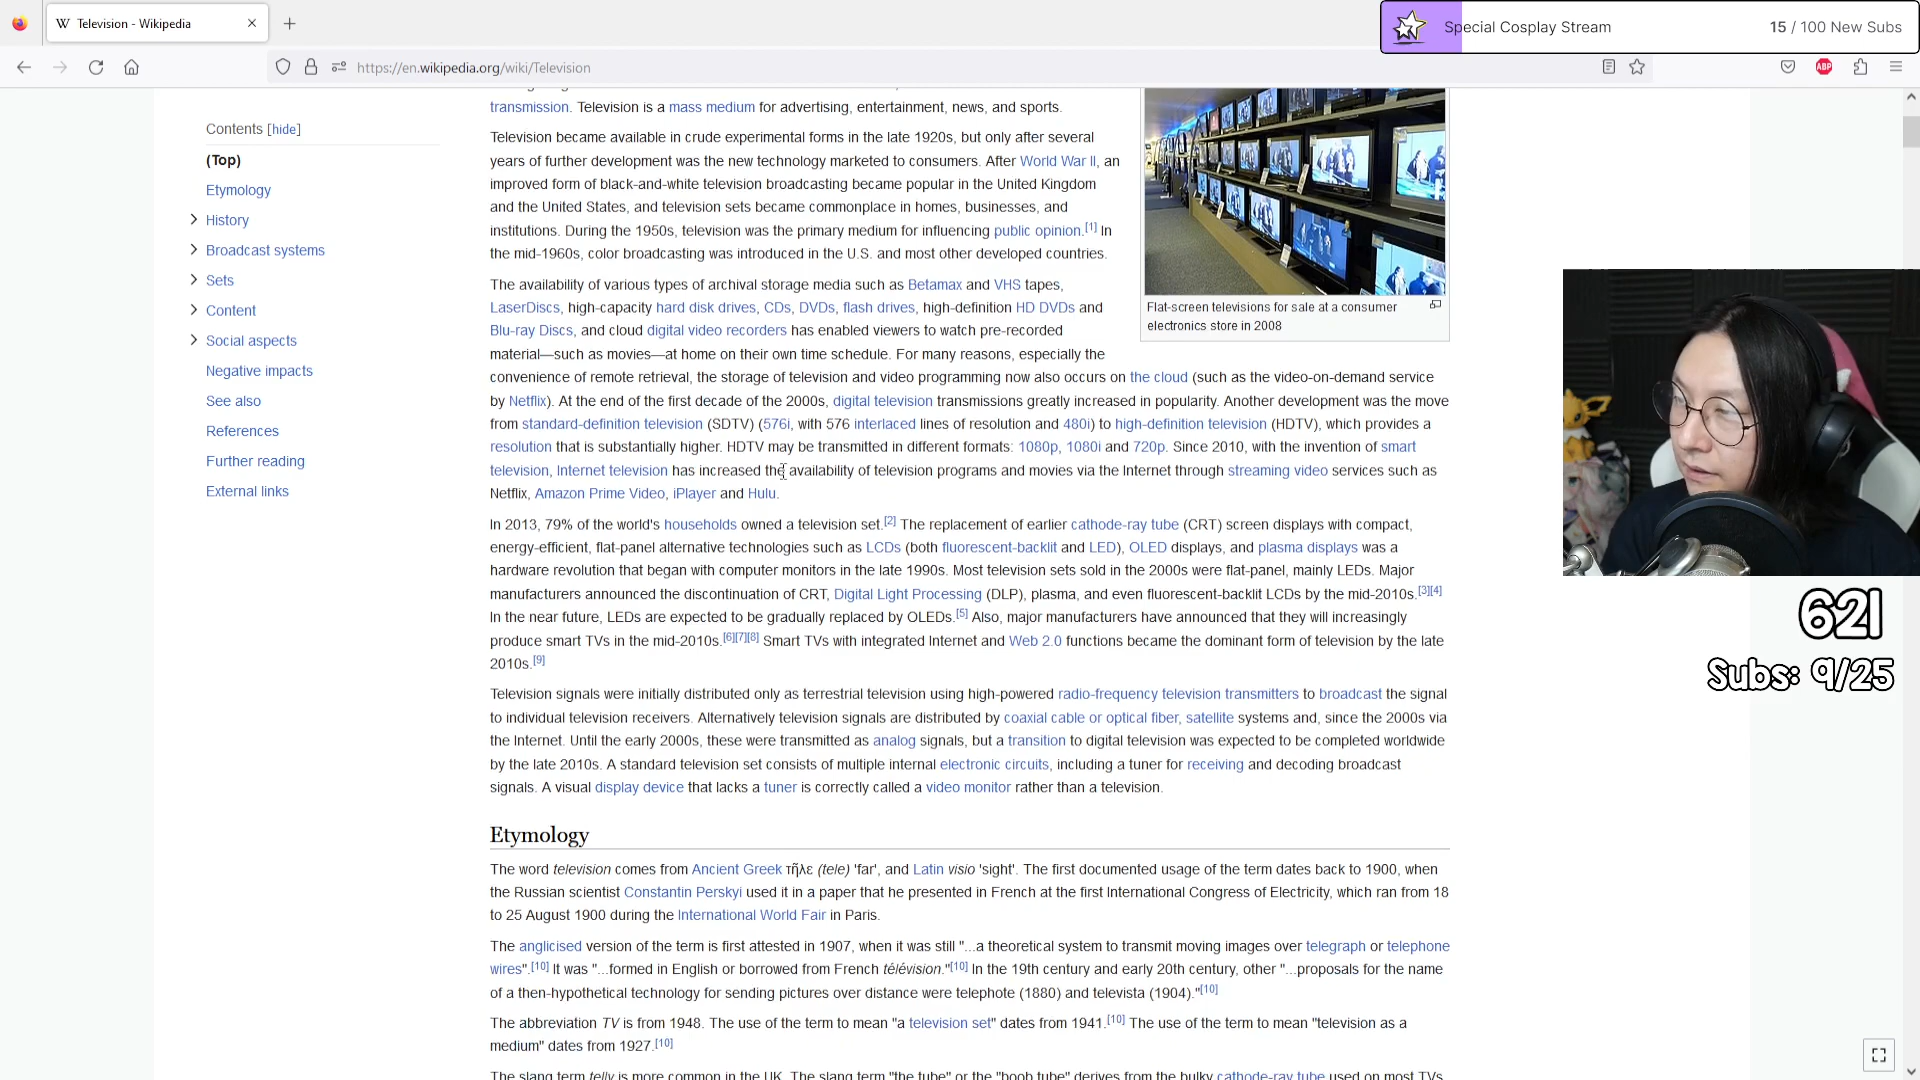 Television - Wikipedia
Special Cosplay Stream
15 / 100 New Subs
https://en.wikipedia.org/wiki/Television
ABP
Contents [hide]
(Top)
Etymology
History
Broadcast systems
Sets
Content
Social aspects
Negative impacts
See also
References
Further reading
External links
transmission. Television is a mass medium for advertising, entertainment, news, and sports.
Television became available in crude experimental forms in the late 1920s, but only after several
years of further development was the new technology marketed to consumers. After World War II, an
improved form of black-and-white television broadcasting became popular in the United Kingdom
and the United States, and television sets became commonplace in homes, businesses, and
institutions. During the 1950s, television was the primary medium for influencing public opinion.[1] In
the mid-1960s, color broadcasting was introduced in the U.S. and most other developed countries.
Flat-screen televisions for sale at a consumer
electronics store in 2008
The availability of various types of archival storage media such as Betamax and VHS tapes,
LaserDiscs, high-capacity hard disk drives, CDs, DVDs, flash drives, high-definition HD DVDs and
Blu-ray Discs, and cloud digital video recorders has enabled viewers to watch pre-recorded
material—such as movies—at home on their own time schedule. For many reasons, especially the
convenience of remote retrieval, the storage of television and video programming now also occurs on the cloud (such as the video-on-demand service
by Netflix). At the end of the first decade of the 2000s, digital television transmissions greatly increased in popularity. Another development was the move
from standard-definition television (SDTV) (576i, with 576 interlaced lines of resolution and 480i) to high-definition television (HDTV), which provides a
resolution that is substantially higher. HDTV may be transmitted in different formats: 1080p, 1080i and 720p. Since 2010, with the invention of smart
television, Internet television has increased the availability of television programs and movies via the Internet through streaming video services such as
Netflix, Amazon Prime Video, iPlayer and Hulu.
In 2013, 79% of the world's households owned a television set.[2] The replacement of earlier cathode-ray tube (CRT) screen displays with compact,
energy-efficient, flat-panel alternative technologies such as LCDs (both fluorescent-backlit and LED), OLED displays, and plasma displays was a
hardware revolution that began with computer monitors in the late 1990s. Most television sets sold in the 2000s were flat-panel, mainly LEDs. Major
manufacturers announced the discontinuation of CRT, Digital Light Processing (DLP), plasma, and even fluorescent-backlit LCDs by the mid-2010s.[3][4]
In the near future, LEDs are expected to be gradually replaced by OLEDs.[5] Also, major manufacturers have announced that they will increasingly
produce smart TVs in the mid-2010s.[6][7][8] Smart TVs with integrated Internet and Web 2.0 functions became the dominant form of television by the late
2010s.[9]
Television signals were initially distributed only as terrestrial television using high-powered radio-frequency television transmitters to broadcast the signal
to individual television receivers. Alternatively television signals are distributed by coaxial cable or optical fiber, satellite systems and, since the 2000s via
the Internet. Until the early 2000s, these were transmitted as analog signals, but a transition to digital television was expected to be completed worldwide
by the late 2010s. A standard television set consists of multiple internal electronic circuits, including a tuner for receiving and decoding broadcast
signals. A visual display device that lacks a tuner is correctly called a video monitor rather than a television.
Etymology
The word television comes from Ancient Greek τῆλε (tele) 'far', and Latin visio 'sight'. The first documented usage of the term dates back to 1900, when
the Russian scientist Constantin Perskyi used it in a paper that he presented in French at the first International Congress of Electricity, which ran from 18
to 25 August 1900 during the International World Fair in Paris.
The anglicised version of the term is first attested in 1907, when it was still "...a theoretical system to transmit moving images over telegraph or telephone
wires".[10] It was "...formed in English or borrowed from French télévision."[10] In the 19th century and early 20th century, other "...proposals for the name
of a then-hypothetical technology for sending pictures over distance were telephote (1880) and televista (1904)."[10]
The abbreviation TV is from 1948. The use of the term to mean "a television set" dates from 1941.[10] The use of the term to mean "television as a
medium" dates from 1927.[10]
The slang term telly is more common in the UK. The slang term "the tube" or the "boob tube" derives from the bulky cathode-ray tube used on most TVs
621
Subs: 9/25